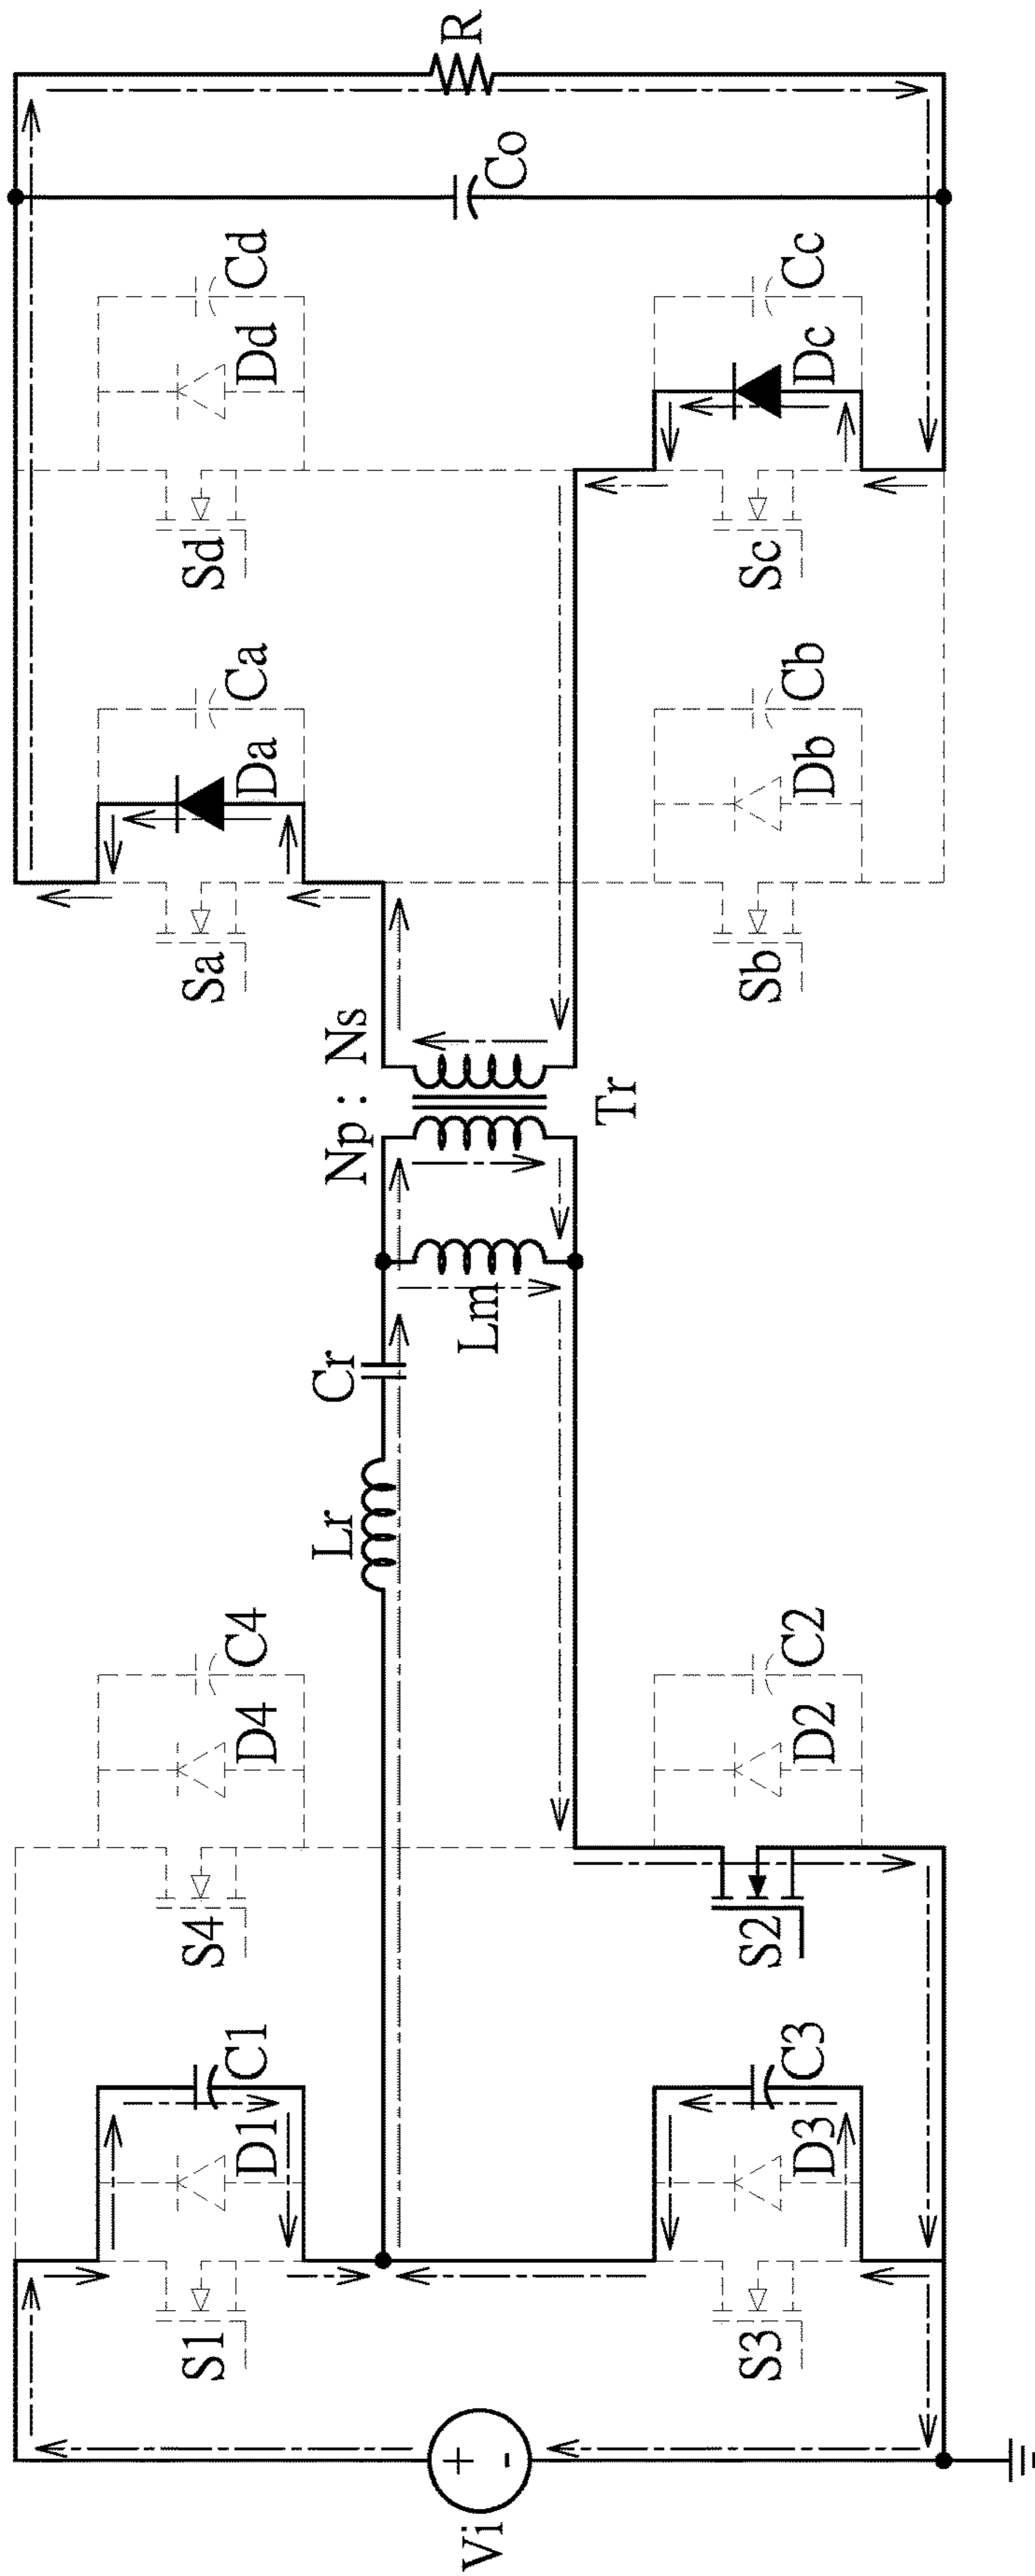 Vi
+
-
S1
D1
C1
S3
D3
C3
S4
D4
C4
S2
D2
C2
Lr
Cr
Lm
Np : Ns
Tr
Sa
Da
Ca
Sb
Db
Cb
Sd
Dd
Cd
Sc
Dc
Cc
Co
R